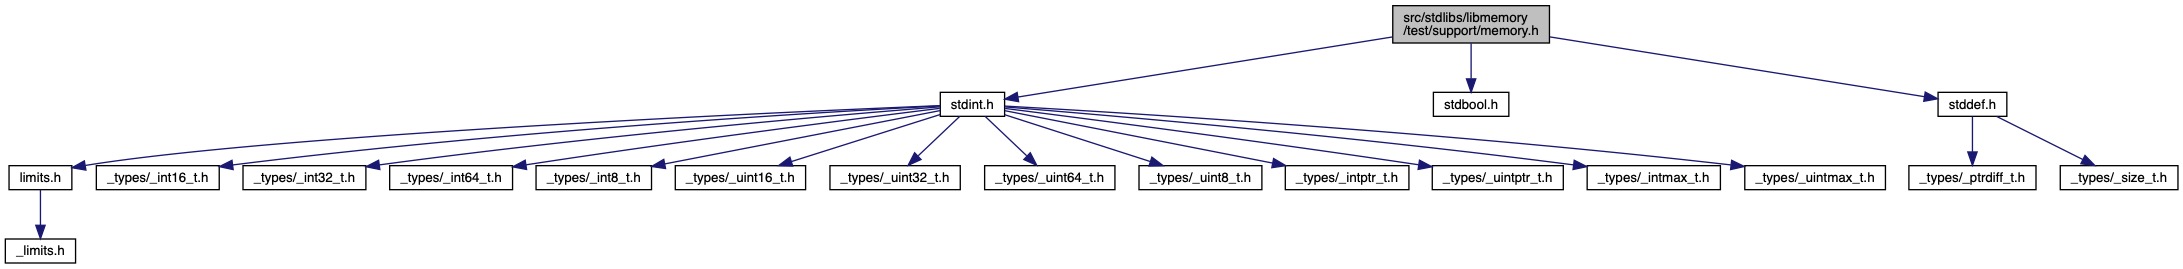 src/stdlibs/libmemory
/test/support/memory.h
stdint.h
stdbool.h
stddef.h
limits.h
_types/_int16_t.h
_types/_int32_t.h
_types/_int64_t.h
_types/_int8_t.h
_types/_uint16_t.h
_types/_uint32_t.h
_types/_uint64_t.h
_types/_uint8_t.h
_types/_intptr_t.h
_types/_uintptr_t.h
_types/_intmax_t.h
_types/_uintmax_t.h
_types/_ptrdiff_t.h
_types/_size_t.h
_limits.h